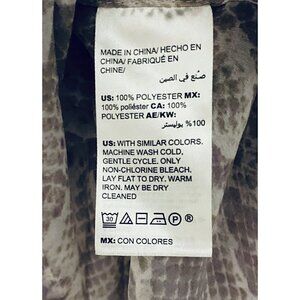 MADE IN CHINA/ HECHO EN
CHINA/ FABRIQUÉ EN
CHINE/
صنع في الصين
US: 100% POLYESTER MX:
100% poliéster CA: 100%
POLYESTER AE/KW:
100% بوليستر
US: WITH SIMILAR COLORS.
MACHINE WASH COLD,
GENTLE CYCLE. ONLY
NON-CHLORINE BLEACH.
LAY FLAT TO DRY. WARM
IRON. MAY BE DRY
CLEANED
30 P
MX: CON COLORES